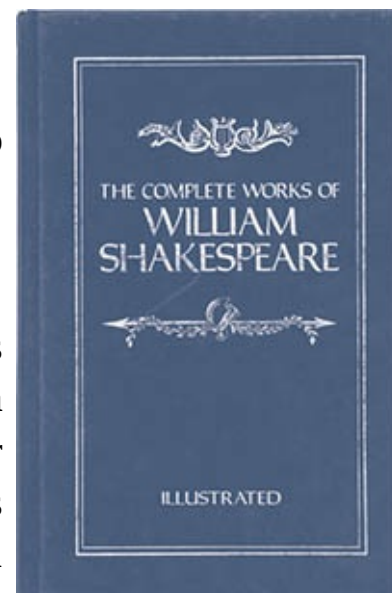 THE COMPLETE WORKS OF
WILLIAM
SHAKESPEARE
ILLUSTRATED